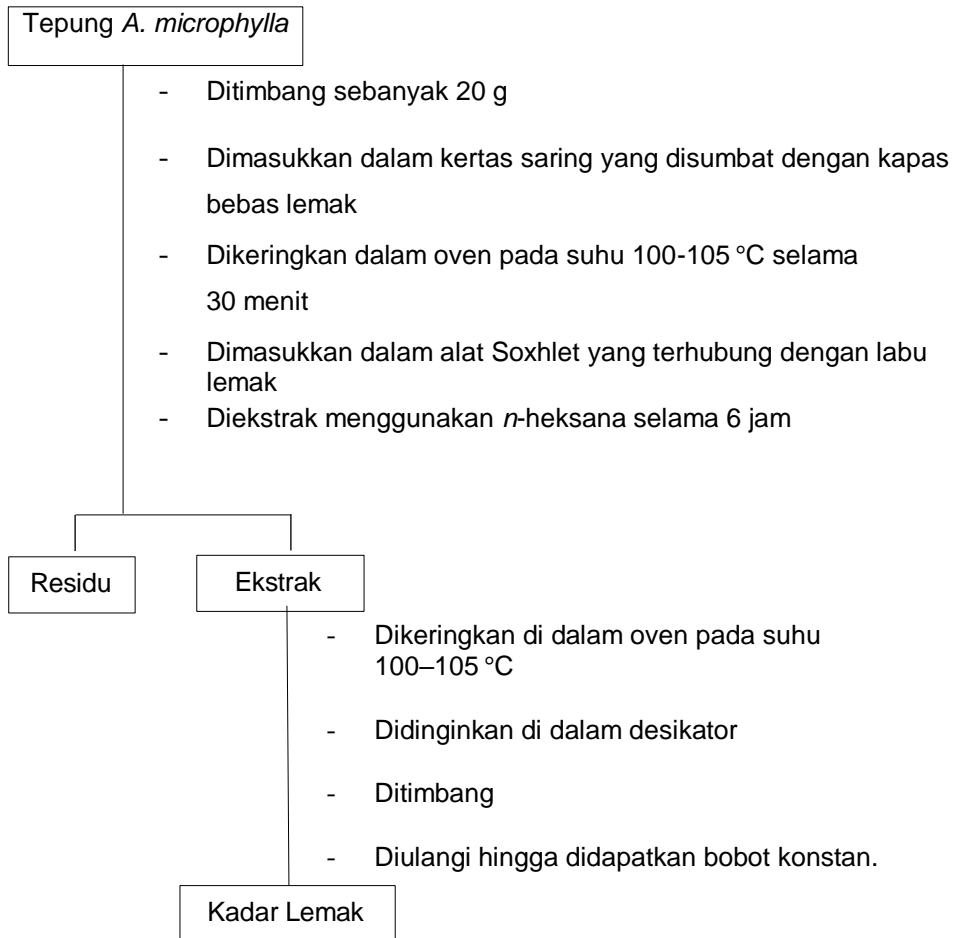 Tepung A. microphylla
- Ditimbang sebanyak 20 g
- Dimasukkan dalam kertas saring yang disumbat dengan kapas
bebas lemak
- Dikeringkan dalam oven pada suhu 100-105 °C selama
30 menit
- Dimasukkan dalam alat Soxhlet yang terhubung dengan labu
lemak
- Diekstrak menggunakan n-heksana selama 6 jam
Residu
Ekstrak
- Dikeringkan di dalam oven pada suhu
100–105 °C
- Didinginkan di dalam desikator
- Ditimbang
- Diulangi hingga didapatkan bobot konstan.
Kadar Lemak